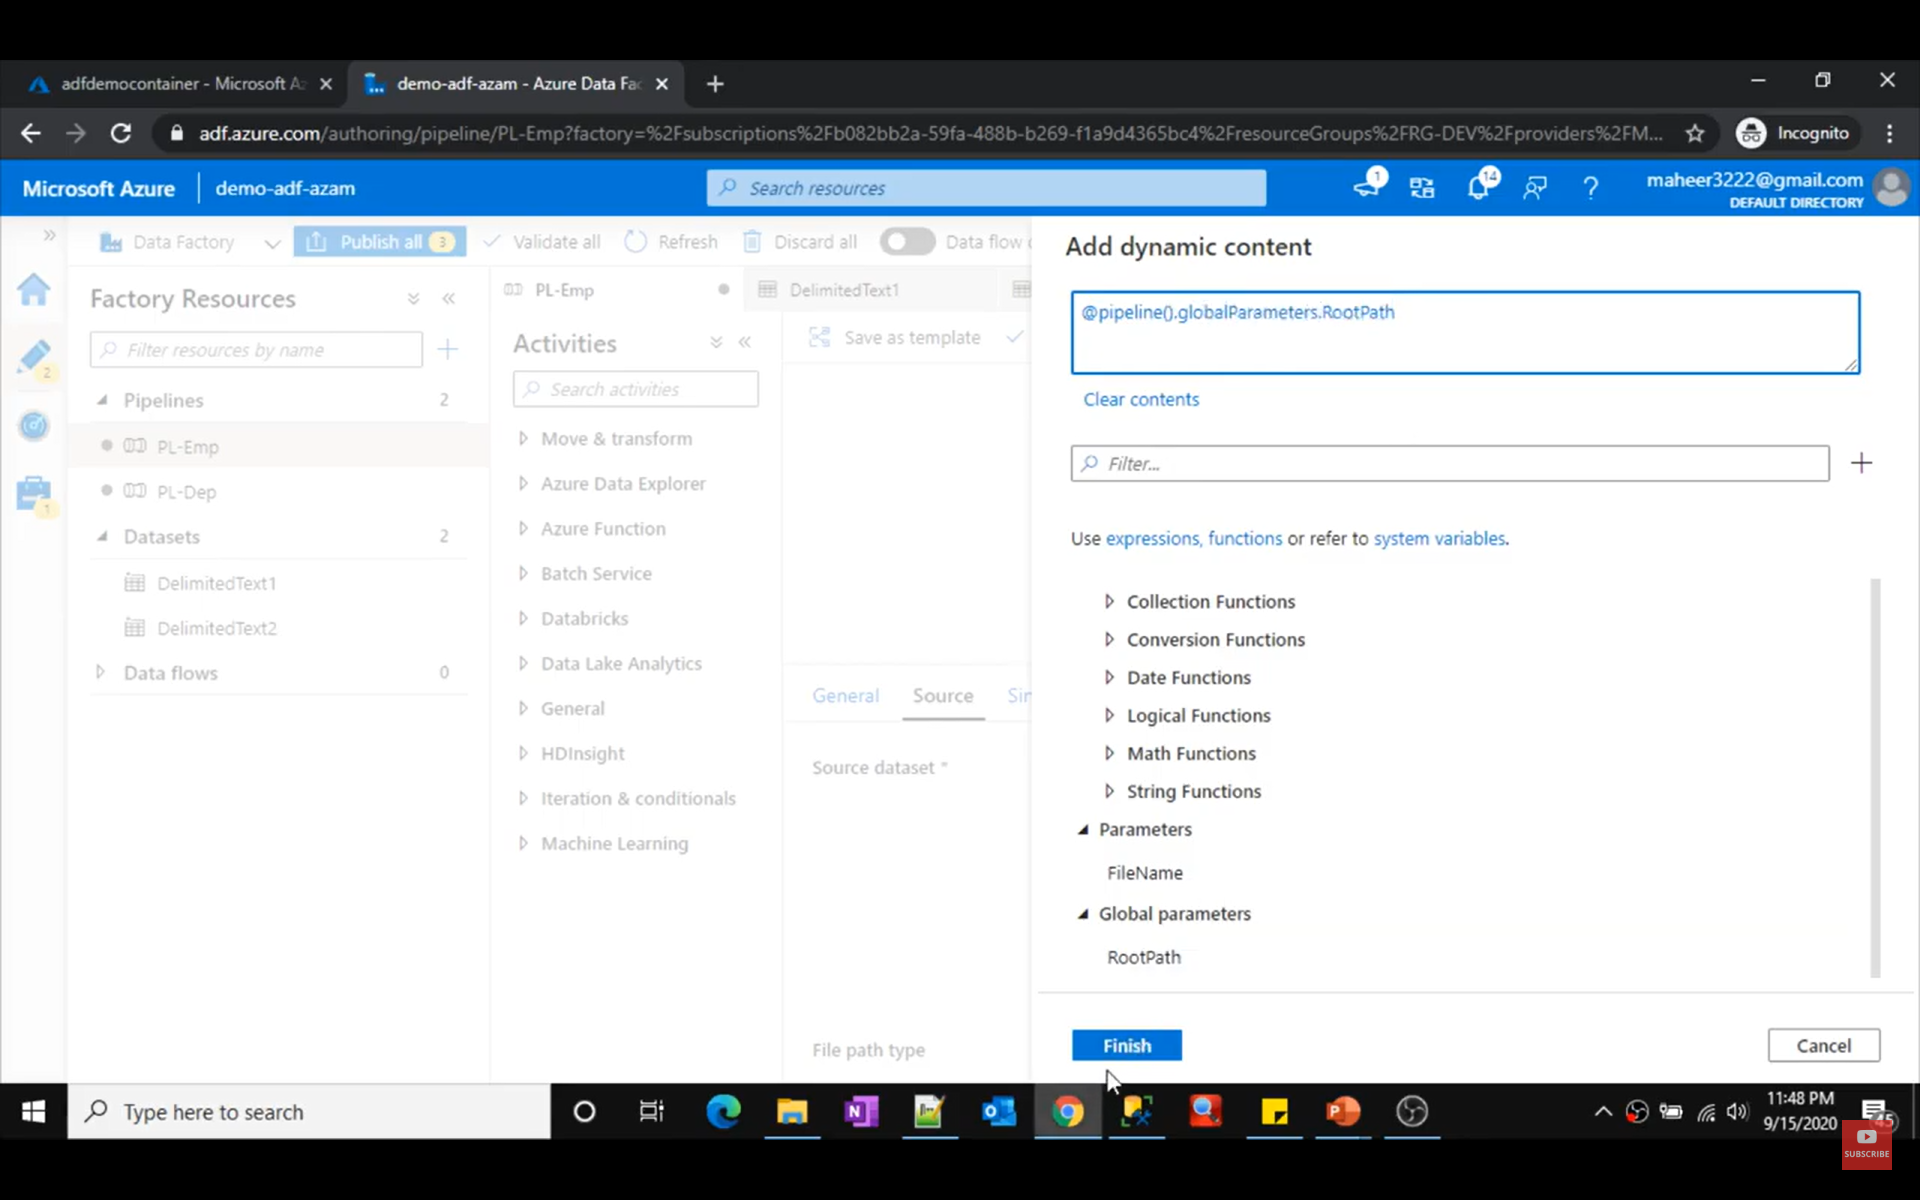 adfdemocontainer - Microsoft Az
demo-adf-azam - Azure Data Fac
adf.azure.com/authoring/pipeline/PL-Emp?factory=%2Fsubscriptions%2Fb082bb2a-59fa-488b-b269-f1a9d4365bc4%2FresourceGroups%2FRG-DEV%2Fproviders%2FM...
Incognito
Microsoft Azure
demo-adf-azam
Search resources
1
14
maheer3222@gmail.com
DEFAULT DIRECTORY
Data Factory
Publish all 3
Validate all
Refresh
Discard all
Data flow
2
1
Factory Resources
Filter resources by name
Pipelines 2
PL-Emp
PL-Dep
Datasets 2
DelimitedText1
DelimitedText2
Data flows 0
PL-Emp
DelimitedText1
Activities
Search activities
Move & transform
Azure Data Explorer
Azure Function
Batch Service
Databricks
Data Lake Analytics
General
HDInsight
Iteration & conditionals
Machine Learning
Save as template
General
Source
Sin
Source dataset *
File path type
Add dynamic content
@pipeline().globalParameters.RootPath
Clear contents
Filter...
Use expressions, functions or refer to system variables.
Collection Functions
Conversion Functions
Date Functions
Logical Functions
Math Functions
String Functions
Parameters
FileName
Global parameters
RootPath
Finish
Cancel
Type here to search
11:48 PM
9/15/2020
45
SUBSCRIBE